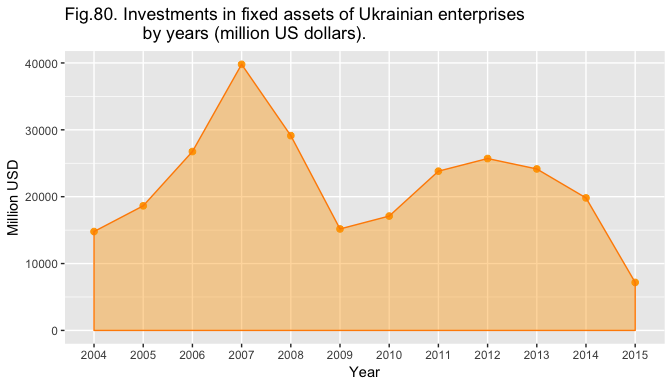 Fig.80. Investments in fixed assets of Ukrainian enterprises
by years (million US dollars).
Million USD
40000
30000
20000
10000
0
2004 2005 2006 2007 2008 2009 2010 2011 2012 2013 2014 2015
Year